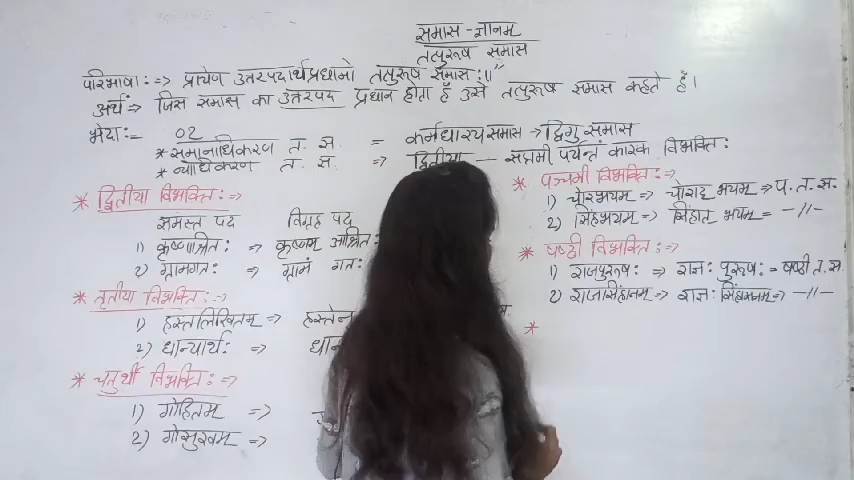 समास - ज्ञानम्
तत्पुरूष समास
परिभाषा :=> प्रायेण उत्तरपदार्थप्रधानो तत्पुरूष समास :॥"
अर्थ => जिस समास का उत्तरपद प्रधान होता है उसे तत्पुरूष समास कहते हैं।
भेदा :- 02
* समानाधिकरण त. स. = कर्मधारय समास → द्विगु समास
* व्याधिकरण त. स. => द्वितीया — सप्तमी पर्यन्तं कारक विभक्ति :
* द्वितीया विभक्ति :=>
समस्त पद विग्रह पद
1) कृष्णाश्रित : => कृष्णम् आश्रित :
2) ग्रामगत : => ग्रामं गत :
* तृतीया विभक्ति :=>
1) हस्तलिखितम् => हस्तेन
2) धान्यार्थ : =>
* चतुर्थी विभक्ति :=>
1) गोहितम् =>
2) गोसुखम् =>
* पञ्चमी विभक्ति :=>
1) चोरभयम् => चोराद् भयम् => प. त. स.
2) सिंहभयम् => सिंहात् भयम् = -//-
* षष्ठी विभक्ति :=>
1) राजपुरूष : => राज्ञ : पुरूष : = षष्ठी त. स.
2) राजसिंहानम् => राज्ञ : सिंहासनम् => -//-
*